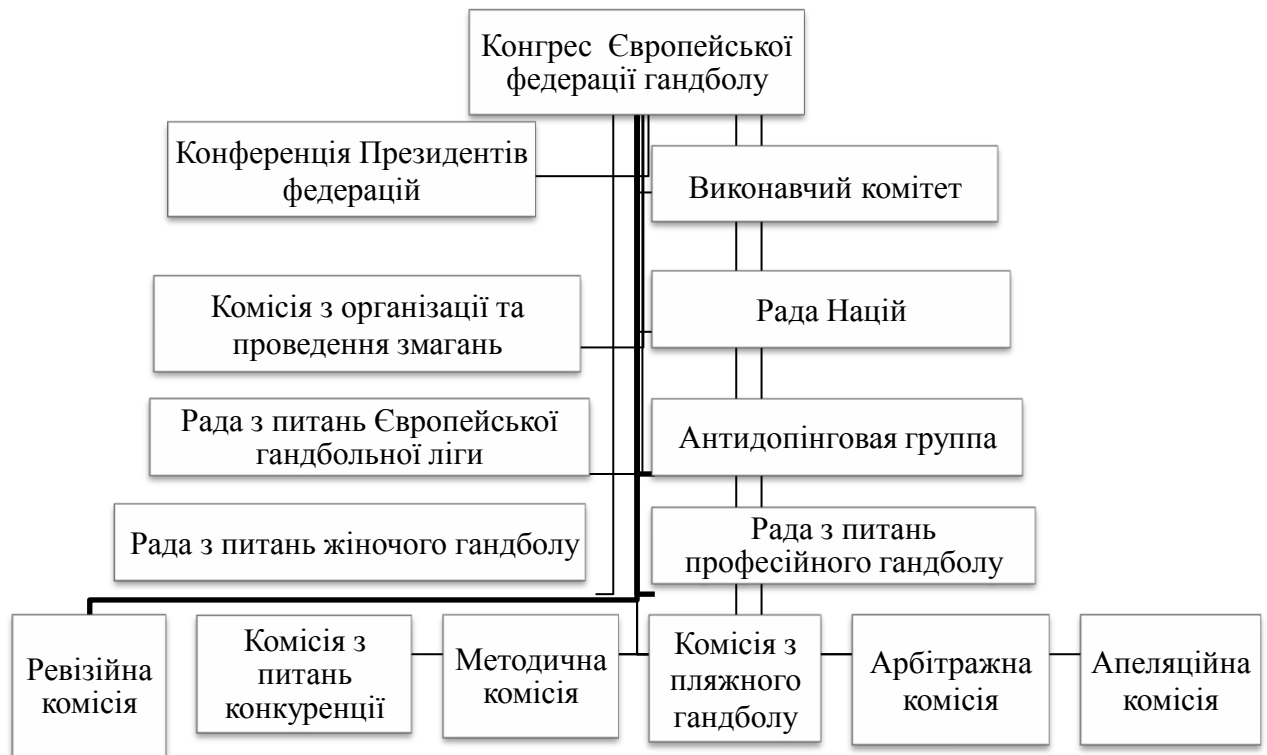 Конгрес Європейської
федерації гандболу
Конференція Президентів
федерацій
Виконавчий комітет
Комісія з організації та
проведення змагань
Рада Націй
Рада з питань Європейської
гандбольної ліги
Антидопінговая группа
Рада з питань жіночого гандболу
Рада з питань
професійного гандболу
Ревізійна
комісія
Комісія з
питань
конкуренції
Методична
комісія
Комісія з
пляжного
гандболу
Арбітражна
комісія
Апеляційна
комісія